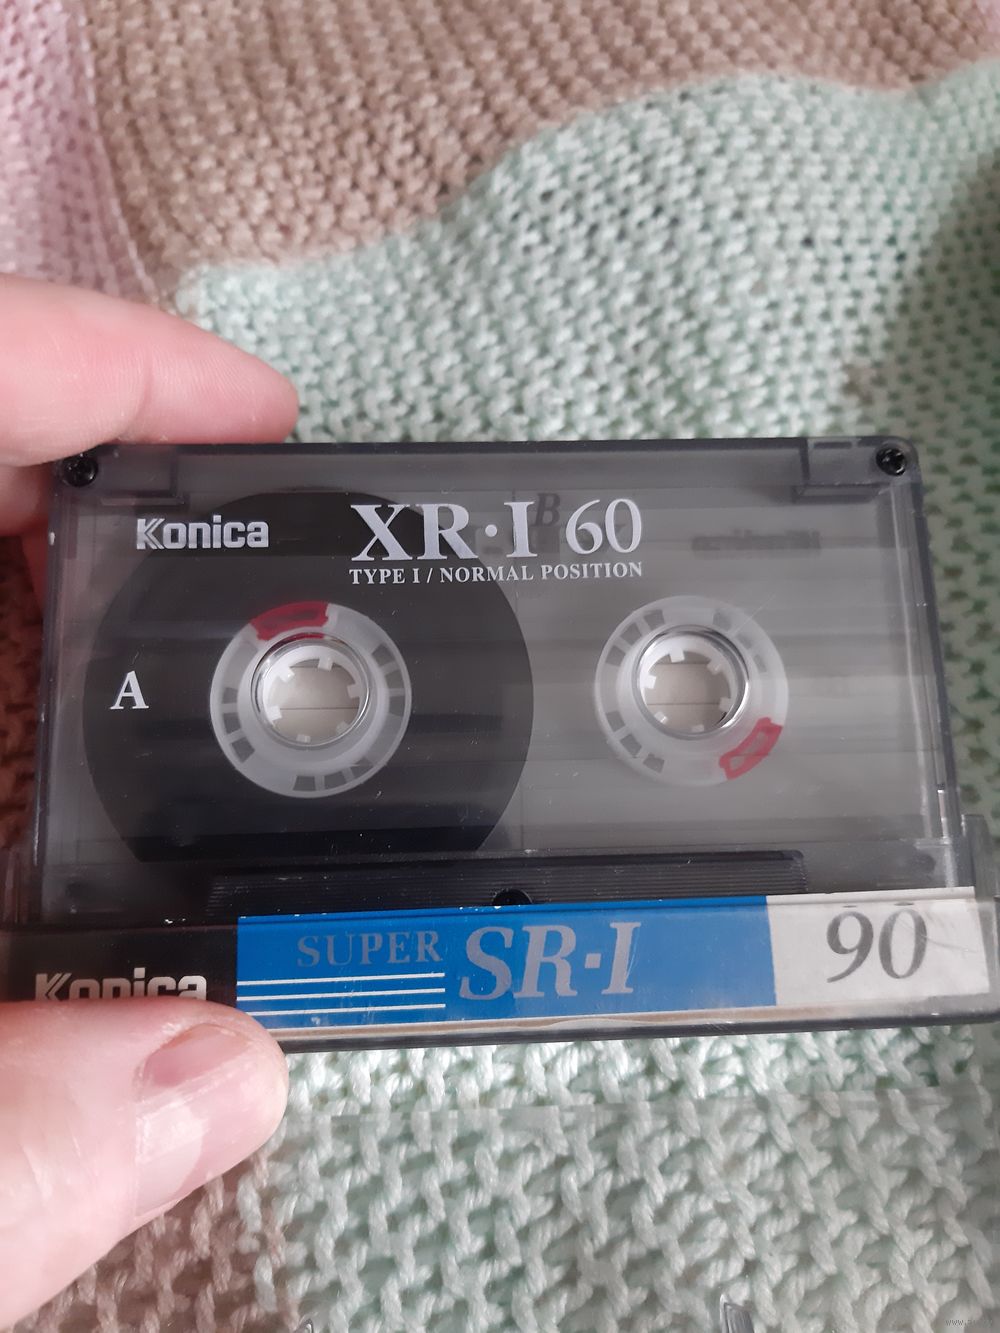 Konica
XR·I 60
TYPE I / NORMAL POSITION
B
A
SUPER SR·I 90
Konica